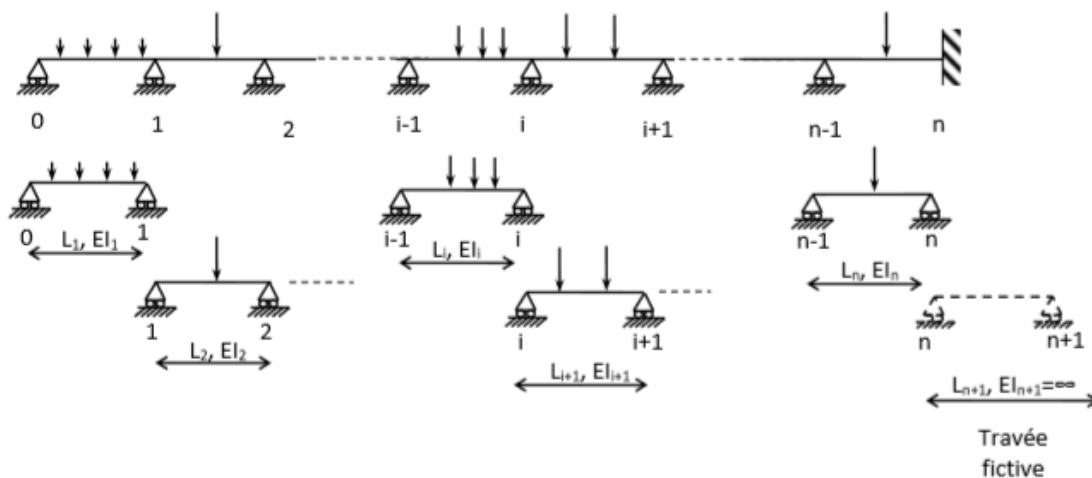 0 1 2 i-1 i i+1 n-1 n
0 1 i-1 i n-1 n
L₁, EI₁ Lᵢ, EIᵢ Lₙ, EIₙ
1 2 i i+1 n n+1
L₂, EI₂ Lᵢ₊₁, EIᵢ₊₁ Lₙ₊₁, EIₙ₊₁=∞
Travée
fictive